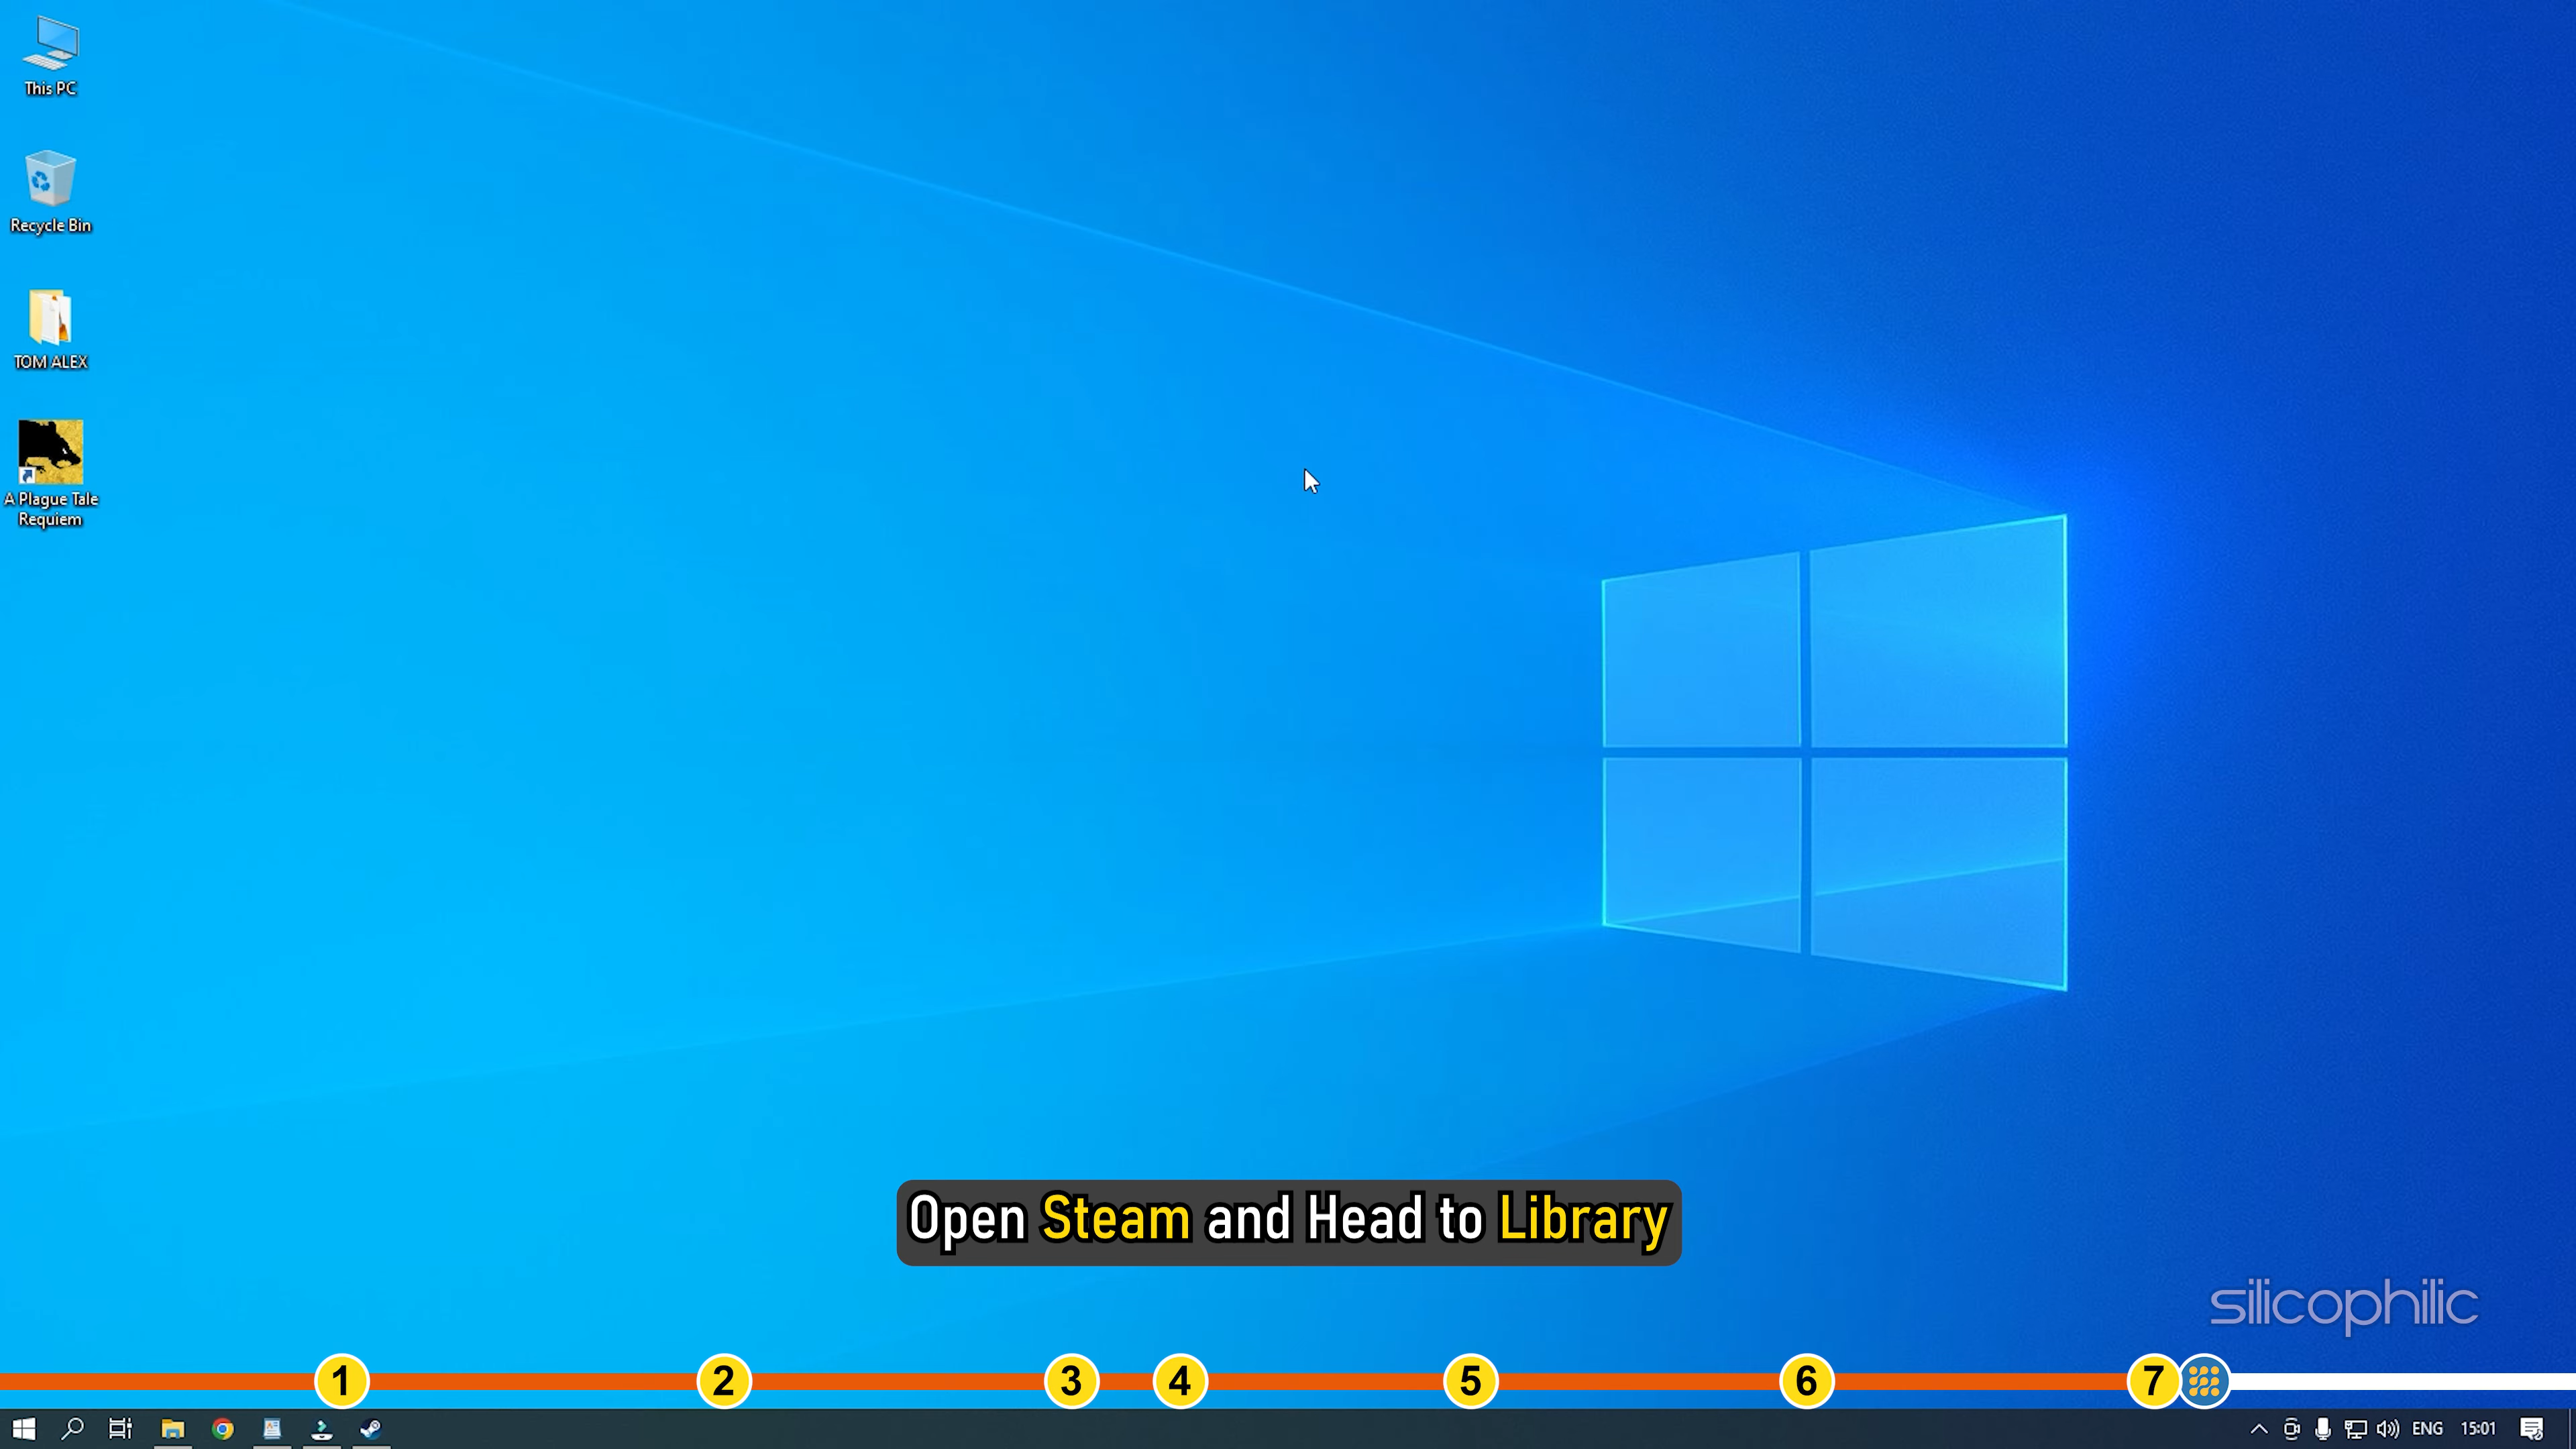 This PC
Recycle Bin
TOM ALEX
A Plague Tale
Requiem
Open Steam and Head to Library
silicophilic
1 2 3 4 5 6 7
ENG 15:01